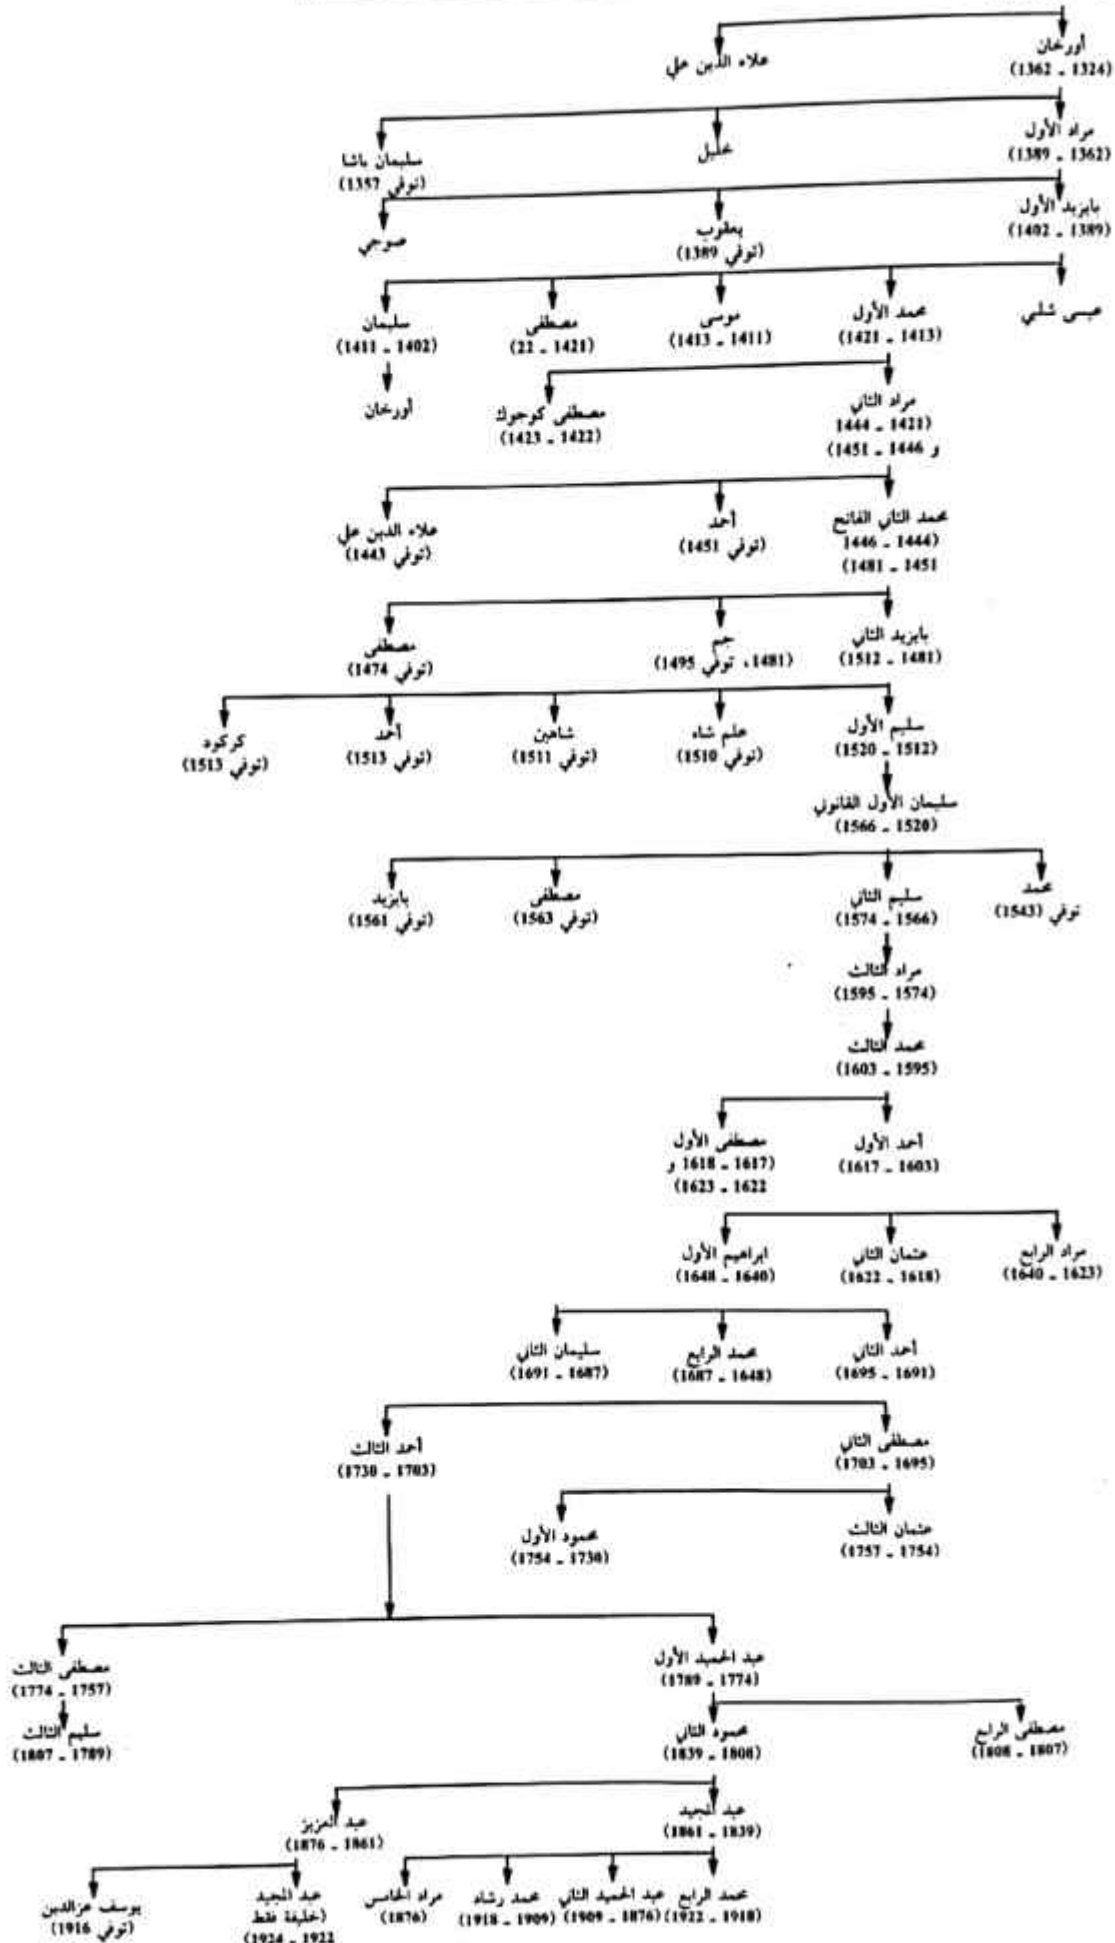 أورخان
(1324 ـ 1362)
علاء الدين علي
مراد الأول
(1362 ـ 1389)
خليل
سليمان باشا
(توفي 1357)
بايزيد الأول
(1389 ـ 1402)
يعقوب
(توفي 1389)
صوجي
عيسى شلبي
محمد الأول
(1413 ـ 1421)
موسى
(1411 ـ 1413)
مصطفى
(1421 ـ 22)
سليمان
(1402 ـ 1411)
أورخان
مراد الثاني
(1421 ـ 1444
و 1446 ـ 1451)
مصطفى كوجوك
(1422 ـ 1423)
محمد الثاني الفاتح
(1444 ـ 1446
1451 ـ 1481)
أحمد
(توفي 1451)
علاء الدين علي
(توفي 1443)
بايزيد الثاني
(1481 ـ 1512)
جم
(1481، توفي 1495)
مصطفى
(توفي 1474)
سليم الأول
(1512 ـ 1520)
علم شاه
(توفي 1510)
شاهين
(توفي 1511)
أحمد
(توفي 1513)
كركود
(توفي 1513)
سليمان الأول القانوني
(1520 ـ 1566)
محمد
توفي (1543)
سليم الثاني
(1566 ـ 1574)
مصطفى
(توفي 1563)
بايزيد
(توفي 1561)
مراد الثالث
(1574 ـ 1595)
محمد الثالث
(1595 ـ 1603)
أحمد الأول
(1603 ـ 1617)
مصطفى الأول
(1617 ـ 1618 و
1622 ـ 1623)
مراد الرابع
(1623 ـ 1640)
عثمان الثاني
(1618 ـ 1622)
ابراهيم الأول
(1640 ـ 1648)
أحمد الثاني
(1691 ـ 1695)
محمد الرابع
(1648 ـ 1687)
سليمان الثاني
(1687 ـ 1691)
مصطفى الثاني
(1695 ـ 1703)
أحمد الثالث
(1703 ـ 1730)
عثمان الثالث
(1754 ـ 1757)
محمود الأول
(1730 ـ 1754)
عبد الحميد الأول
(1774 ـ 1789)
مصطفى الثالث
(1757 ـ 1774)
مصطفى الرابع
(1807 ـ 1808)
محمود الثاني
(1808 ـ 1839)
سليم الثالث
(1789 ـ 1807)
عبد المجيد
(1839 ـ 1861)
عبد العزيز
(1861 ـ 1876)
محمد الرابع
(1918 ـ 1922)
عبد الحميد الثاني
(1876 ـ 1909)
محمد رشاد
(1909 ـ 1918)
مراد الخامس
(1876)
عبد المجيد
(خليفة فقط
1922 ـ 1924)
يوسف عزالدين
(توفي 1916)